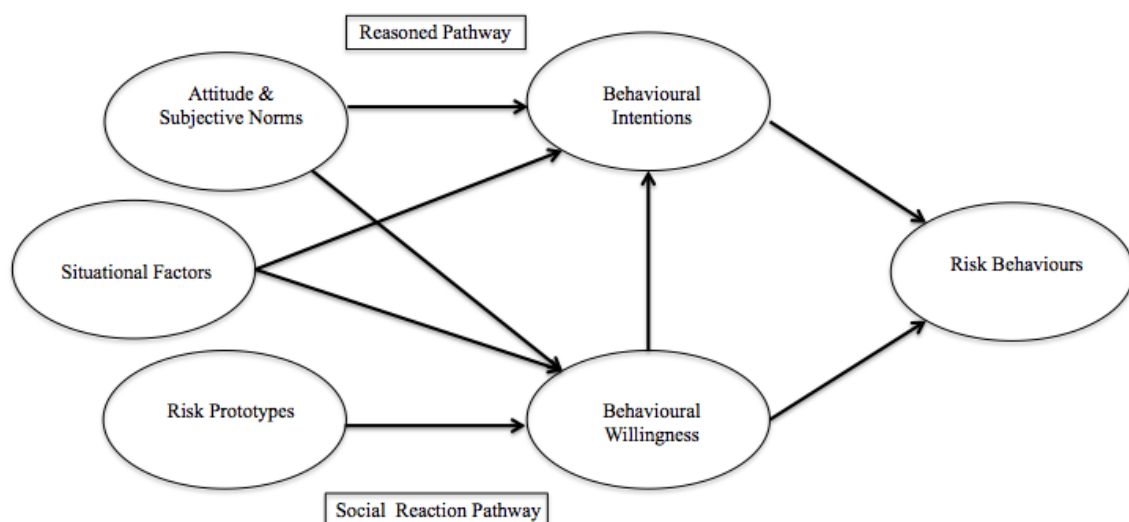 Reasoned Pathway
Attitude &
Subjective Norms
Behavioural
Intentions
Situational Factors
Risk Behaviours
Risk Prototypes
Behavioural
Willingness
Social Reaction Pathway